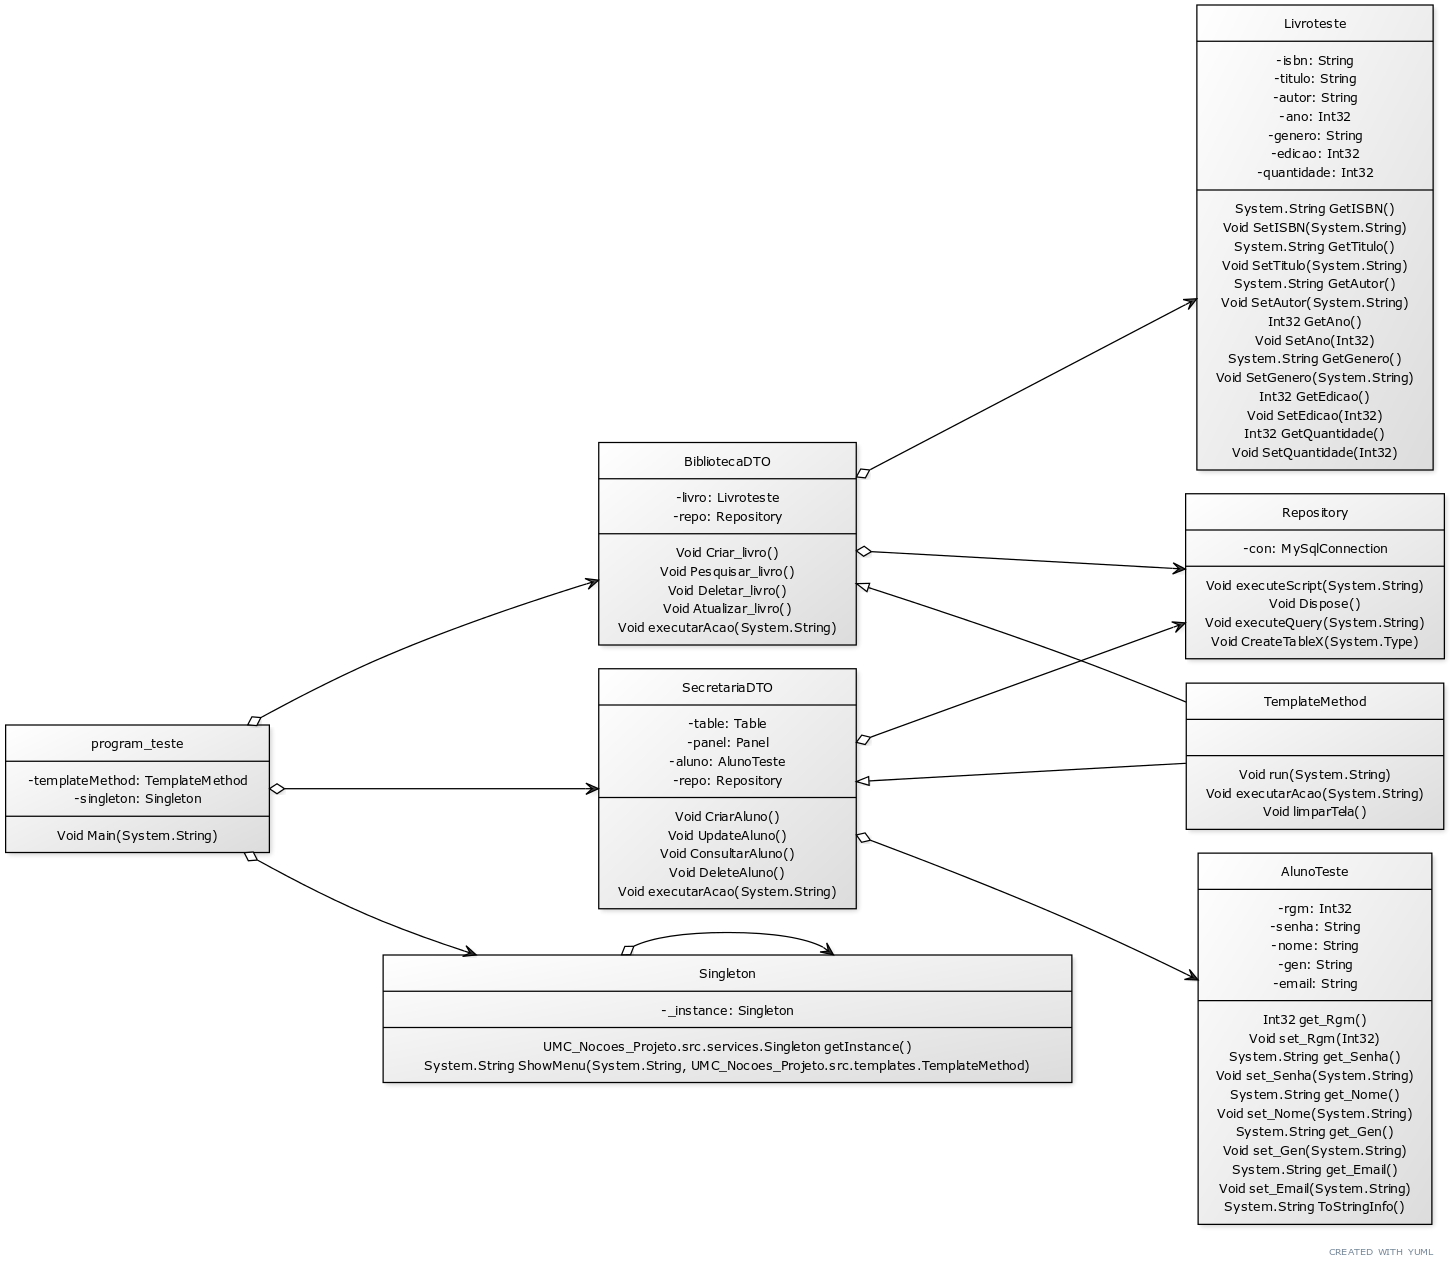 Livroteste
-isbn: String
-titulo: String
-autor: String
-ano: Int32
-genero: String
-edicao: Int32
-quantidade: Int32
System.String GetISBN()
Void SetISBN(System.String)
System.String GetTitulo()
Void SetTitulo(System.String)
System.String GetAutor()
Void SetAutor(System.String)
Int32 GetAno()
Void SetAno(Int32)
System.String GetGenero()
Void SetGenero(System.String)
Int32 GetEdicao()
Void SetEdicao(Int32)
Int32 GetQuantidade()
Void SetQuantidade(Int32)
BibliotecaDTO
-livro: Livroteste
-repo: Repository
Void Criar_livro()
Void Pesquisar_livro()
Void Deletar_livro()
Void Atualizar_livro()
Void executarAcao(System.String)
Repository
-con: MySqlConnection
Void executeScript(System.String)
Void Dispose()
Void executeQuery(System.String)
Void CreateTableX(System.Type)
SecretariaDTO
-table: Table
-panel: Panel
-aluno: AlunoTeste
-repo: Repository
Void CriarAluno()
Void UpdateAluno()
Void ConsultarAluno()
Void DeleteAluno()
Void executarAcao(System.String)
TemplateMethod
Void run(System.String)
Void executarAcao(System.String)
Void limparTela()
program_teste
-templateMethod: TemplateMethod
-singleton: Singleton
Void Main(System.String)
AlunoTeste
-rgm: Int32
-senha: String
-nome: String
-gen: String
-email: String
Int32 get_Rgm()
Void set_Rgm(Int32)
System.String get_Senha()
Void set_Senha(System.String)
System.String get_Nome()
Void set_Nome(System.String)
System.String get_Gen()
Void set_Gen(System.String)
System.String get_Email()
Void set_Email(System.String)
System.String ToStringInfo()
Singleton
-_instance: Singleton
UMC_Nocoes_Projeto.src.services.Singleton getInstance()
System.String ShowMenu(System.String, UMC_Nocoes_Projeto.src.templates.TemplateMethod)
CREATED WITH YUML